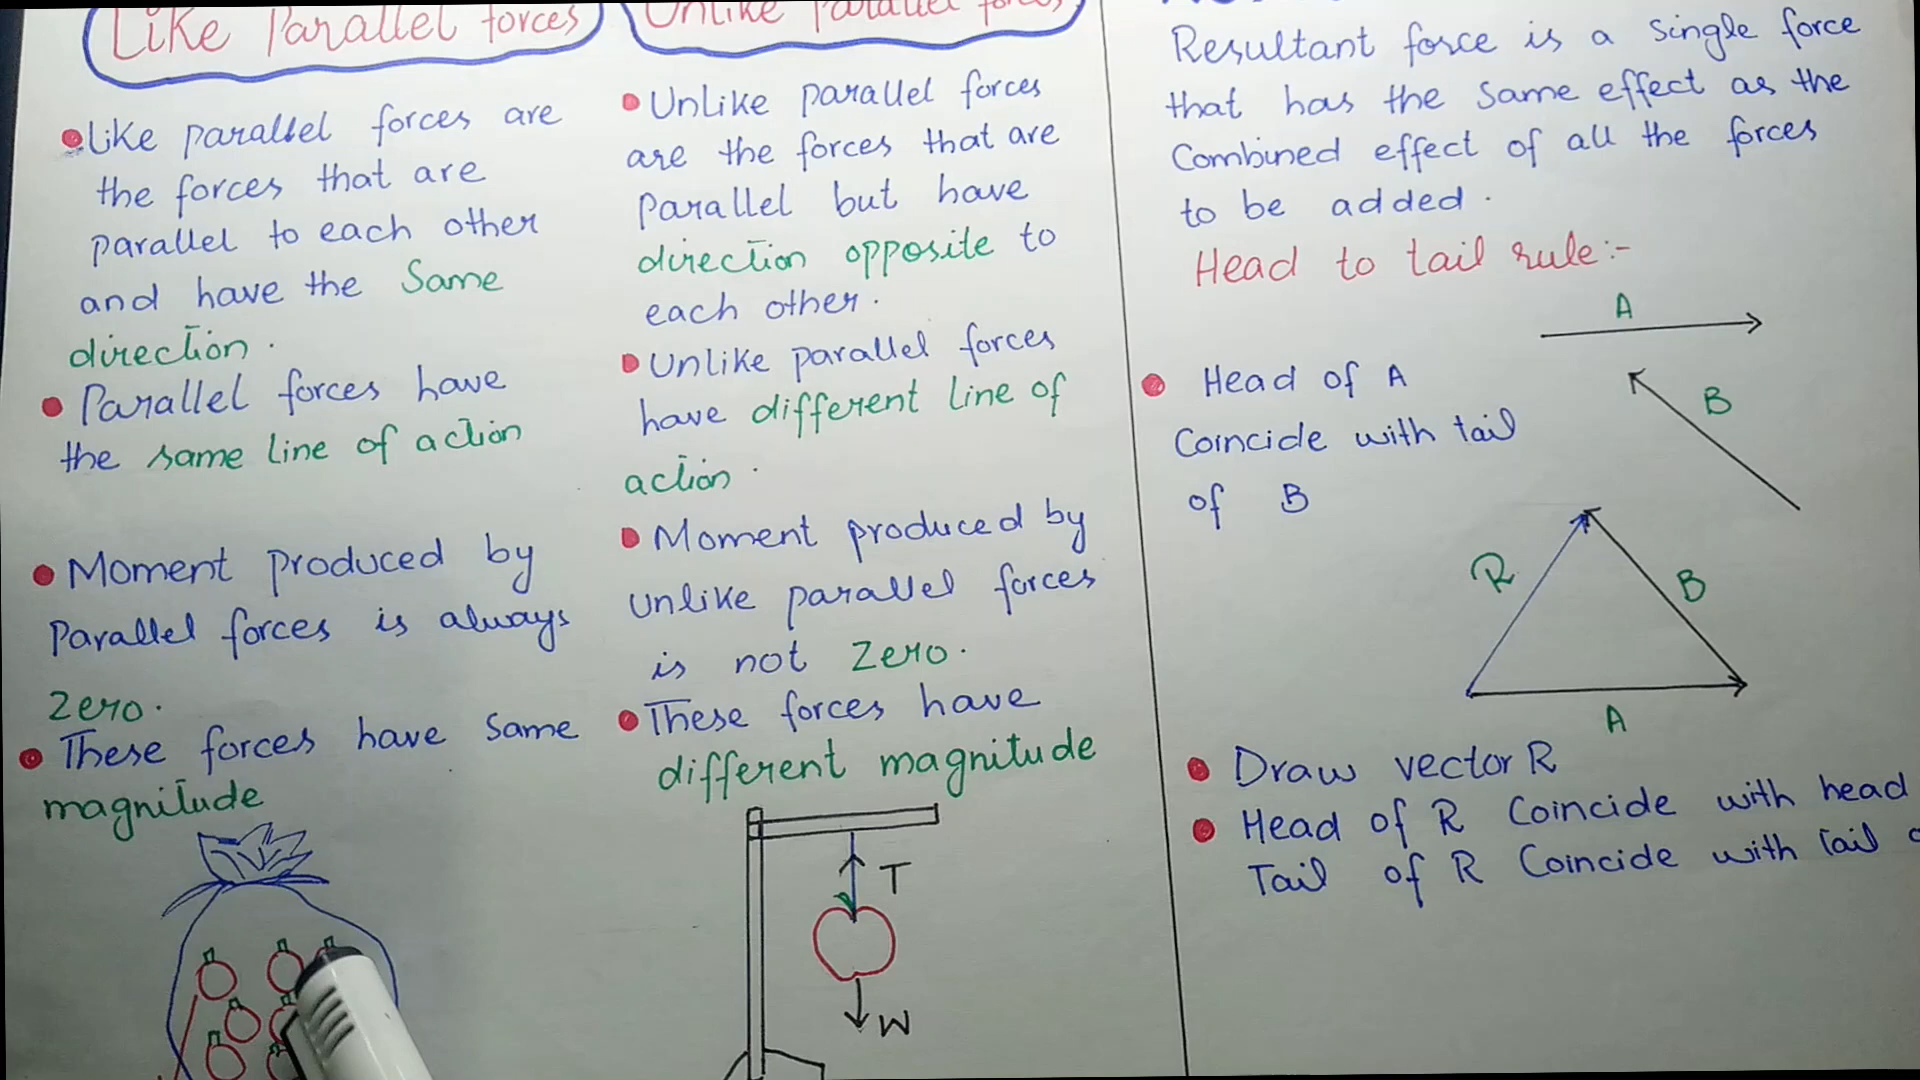 Like Parallel forces
Unlike Parallel forces
•Like parallel forces are
the forces that are
parallel to each other
and have the Same
direction.
• Parallel forces have
the same line of action
• Moment produced by
Parallel forces is always
Zero.
• These forces have Same
magnitude
• Unlike parallel forces
are the forces that are
Parallel but have
direction opposite to
each other.
• Unlike parallel forces
have different line of
action.
• Moment produced by
unlike parallel forces
is not Zero.
• These forces have
different magnitude
T
W
Resultant force is a single force
that has the same effect as the
Combined effect of all the forces
to be added.
Head to tail rule:-
A
B
• Head of A
Coincide with tail
of B
R
B
A
• Draw vector R
• Head of R Coincide with head
Tail of R Coincide with tail